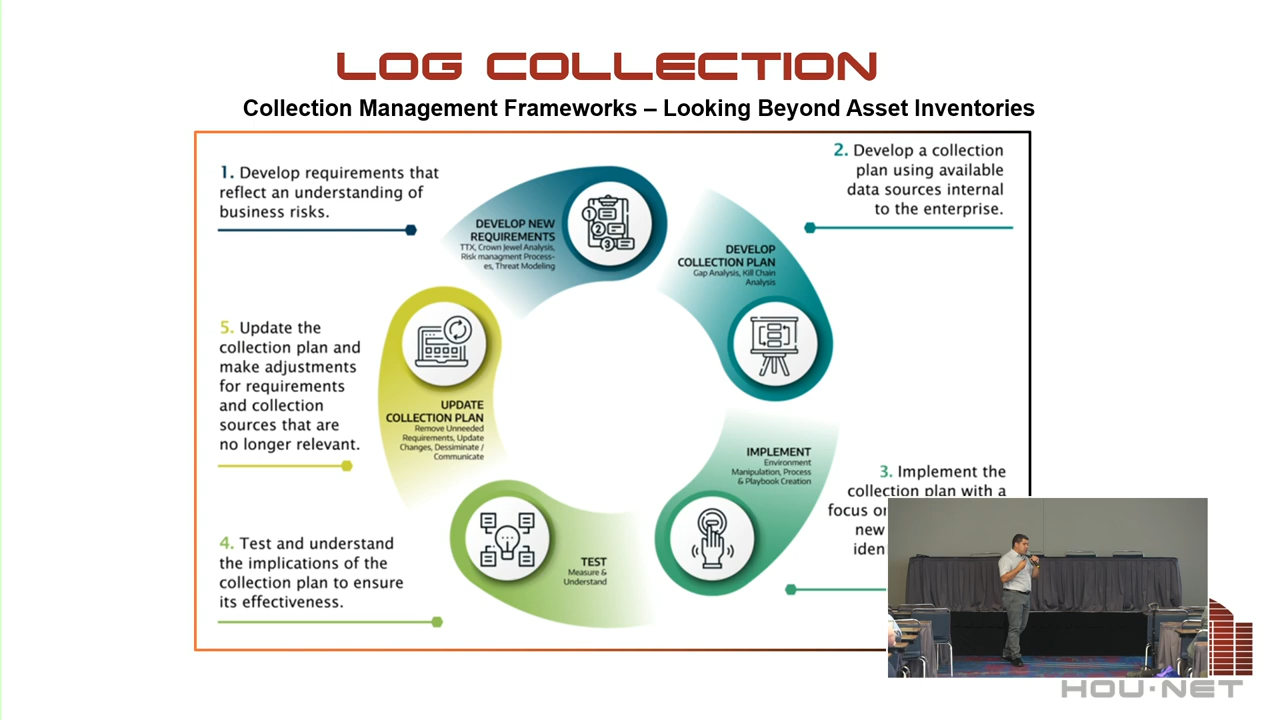 LOG COLLECTION
Collection Management Frameworks – Looking Beyond Asset Inventories
1. Develop requirements that
reflect an understanding of
business risks.
DEVELOP NEW
REQUIREMENTS
TTX, Crown Jewel Analysis,
Risk managment Process-
es, Threat Modeling
2. Develop a collection
plan using available
data sources internal
to the enterprise.
DEVELOP
COLLECTION PLAN
Gap Analysis, Kill Chain
Analysis
1
2
3
5. Update the
collection plan and
make adjustments
for requirements
and collection
sources that are
no longer relevant.
UPDATE
COLLECTION PLAN
Remove Unneeded
Requirements, Update
Changes, Dessiminate /
Communicate
IMPLEMENT
Environment
Manipulation, Process
& Playbook Creation
3. Implement the
collection plan with a
focus
new
4. Test and understand
the implications of the
collection plan to ensure
its effectiveness.
TEST
Measure &
Understand
HOU·NET